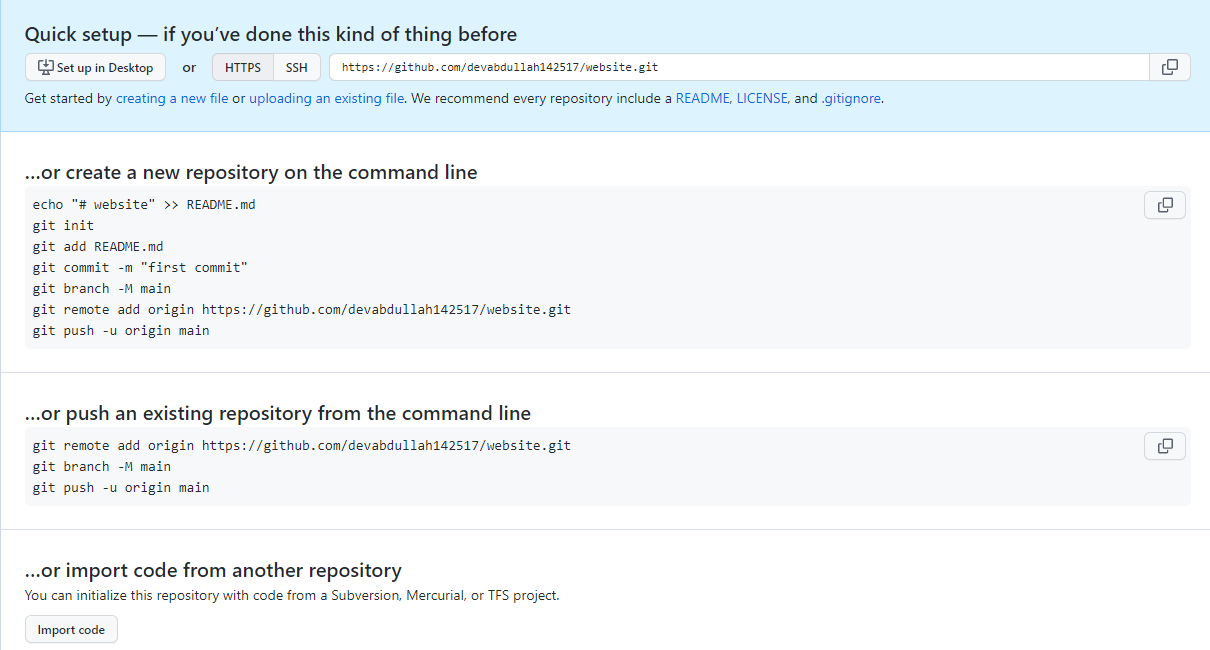 Quick setup — if you’ve done this kind of thing before
Set up in Desktop or HTTPS SSH https://github.com/devabdullah142517/website.git
Get started by creating a new file or uploading an existing file. We recommend every repository include a README, LICENSE, and .gitignore.
…or create a new repository on the command line
echo "# website" >> README.md
git init
git add README.md
git commit -m "first commit"
git branch -M main
git remote add origin https://github.com/devabdullah142517/website.git
git push -u origin main
…or push an existing repository from the command line
git remote add origin https://github.com/devabdullah142517/website.git
git branch -M main
git push -u origin main
…or import code from another repository
You can initialize this repository with code from a Subversion, Mercurial, or TFS project.
Import code